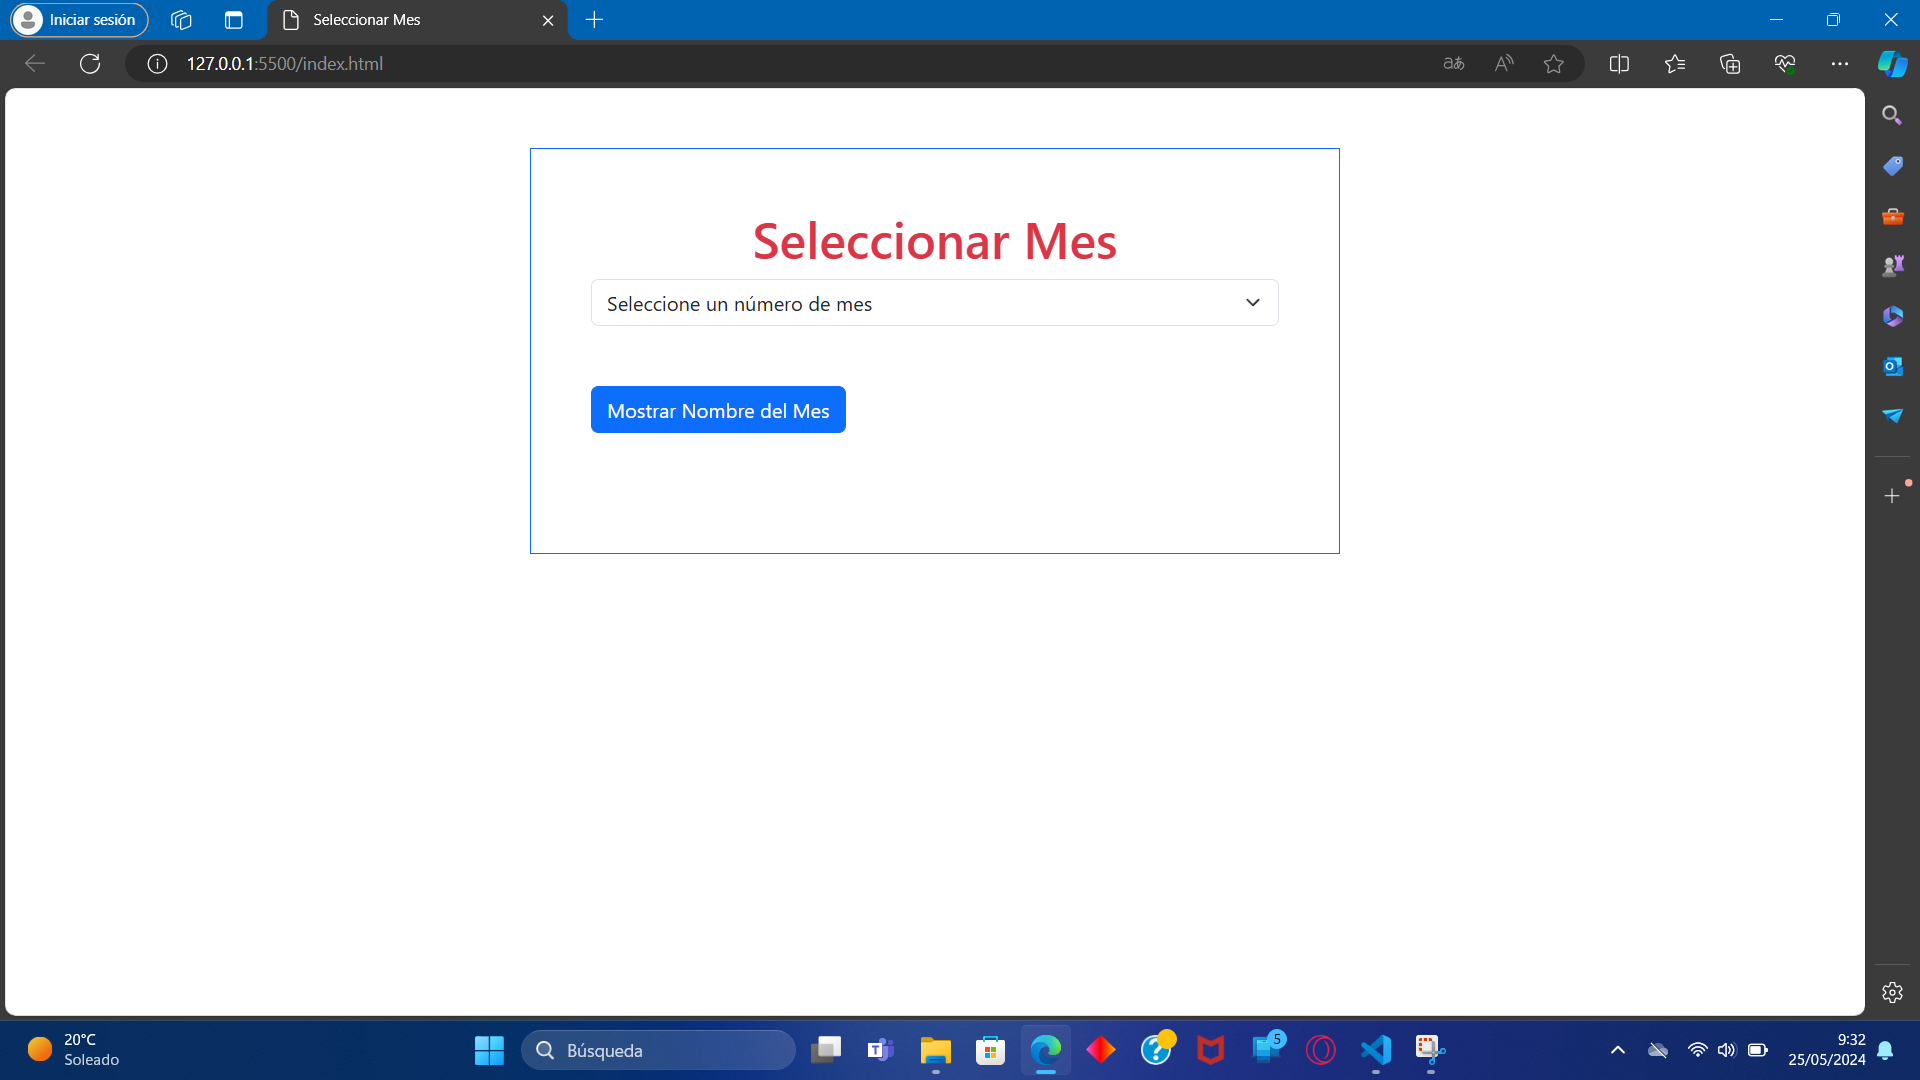 Iniciar sesión
Seleccionar Mes
127.0.0.1:5500/index.html
Seleccionar Mes
Seleccione un número de mes
Mostrar Nombre del Mes
20°C
Soleado
Búsqueda
5
9:32
25/05/2024